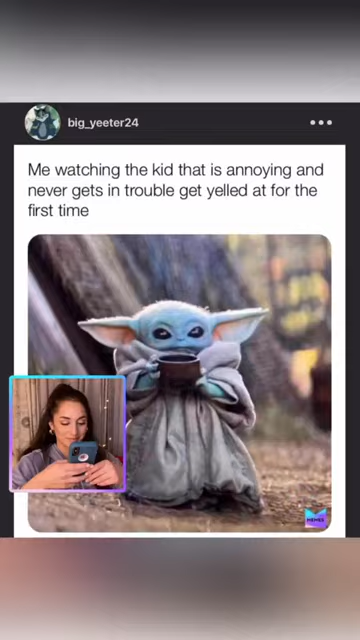 big_yeeter24
Me watching the kid that is annoying and
never gets in trouble get yelled at for the
first time
MEMES